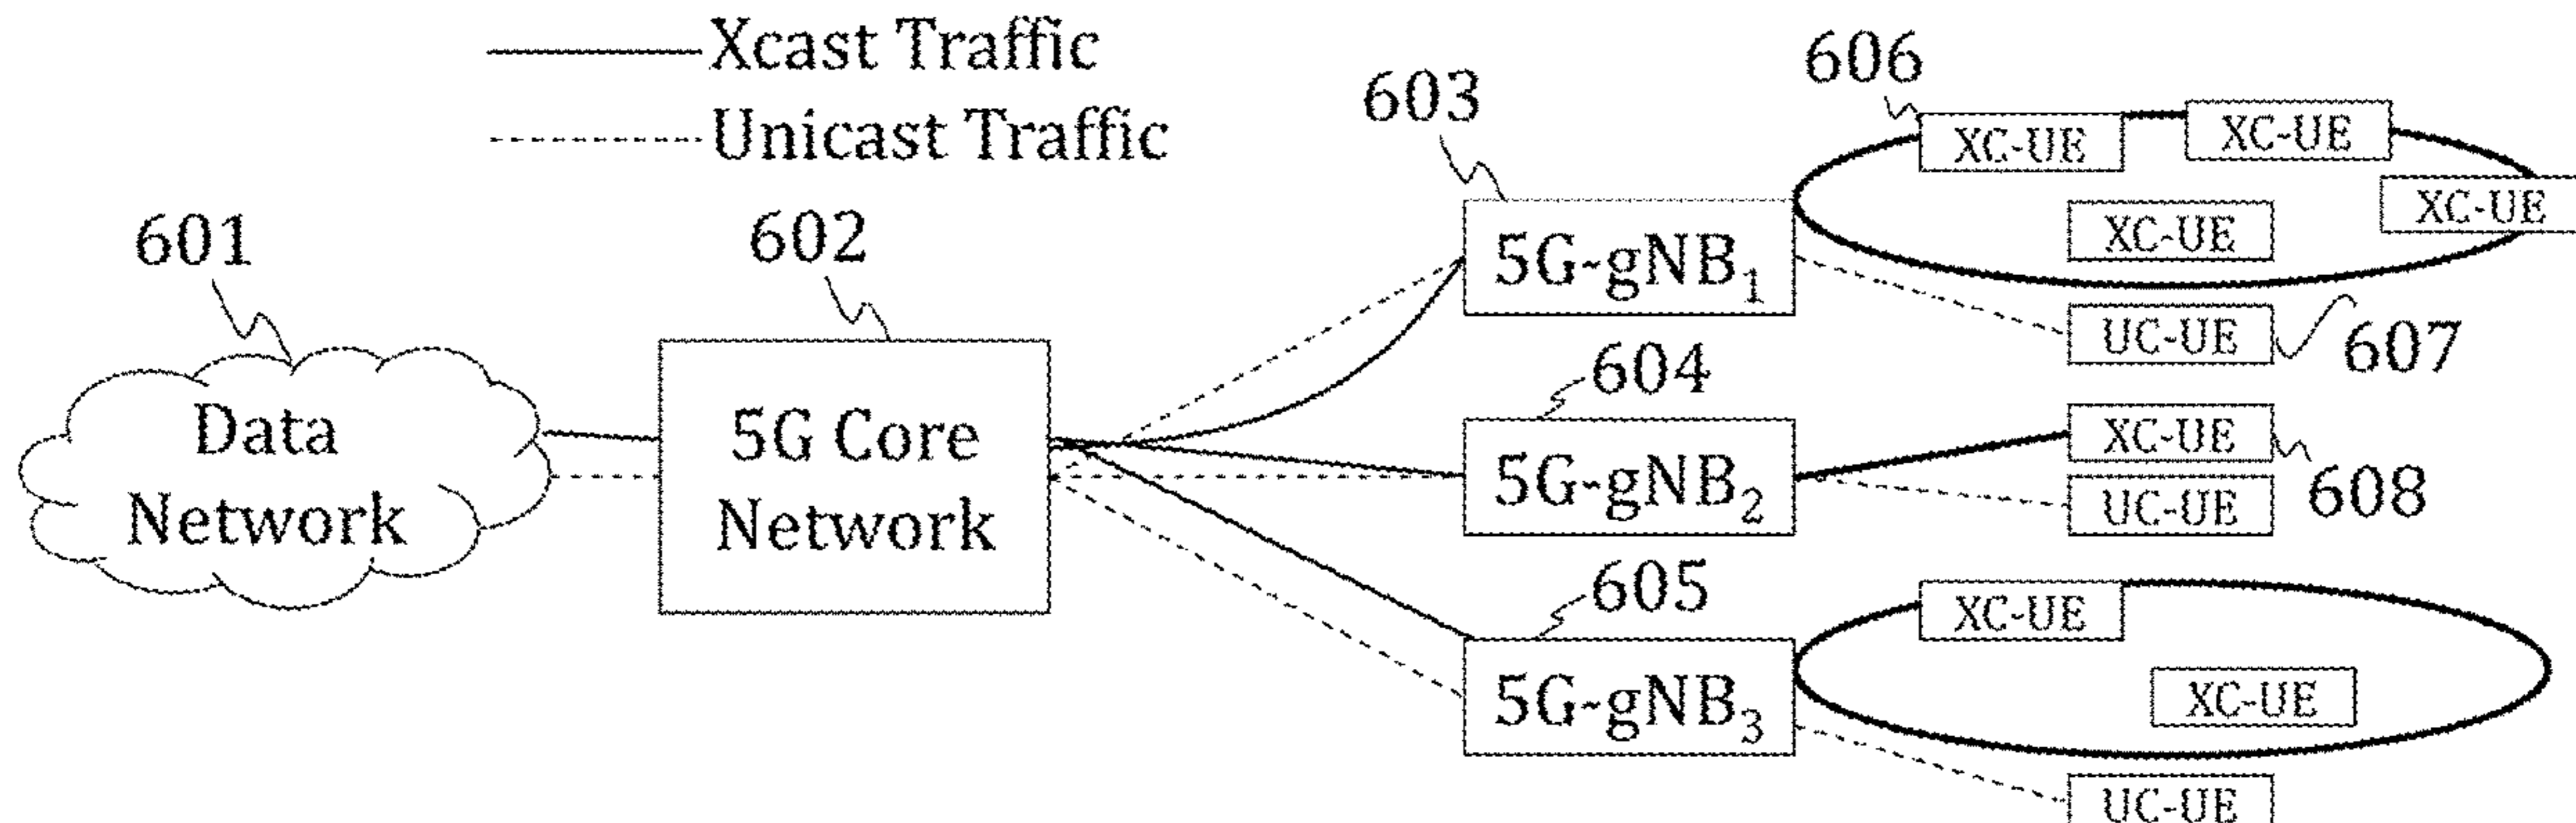 Xcast Traffic
Unicast Traffic
601
Data
Network
602
5G Core
Network
603
5G-gNB₁
606
XC-UE
XC-UE
XC-UE
XC-UE
UC-UE
607
604
5G-gNB₂
XC-UE
608
UC-UE
605
5G-gNB₃
XC-UE
XC-UE
UC-UE